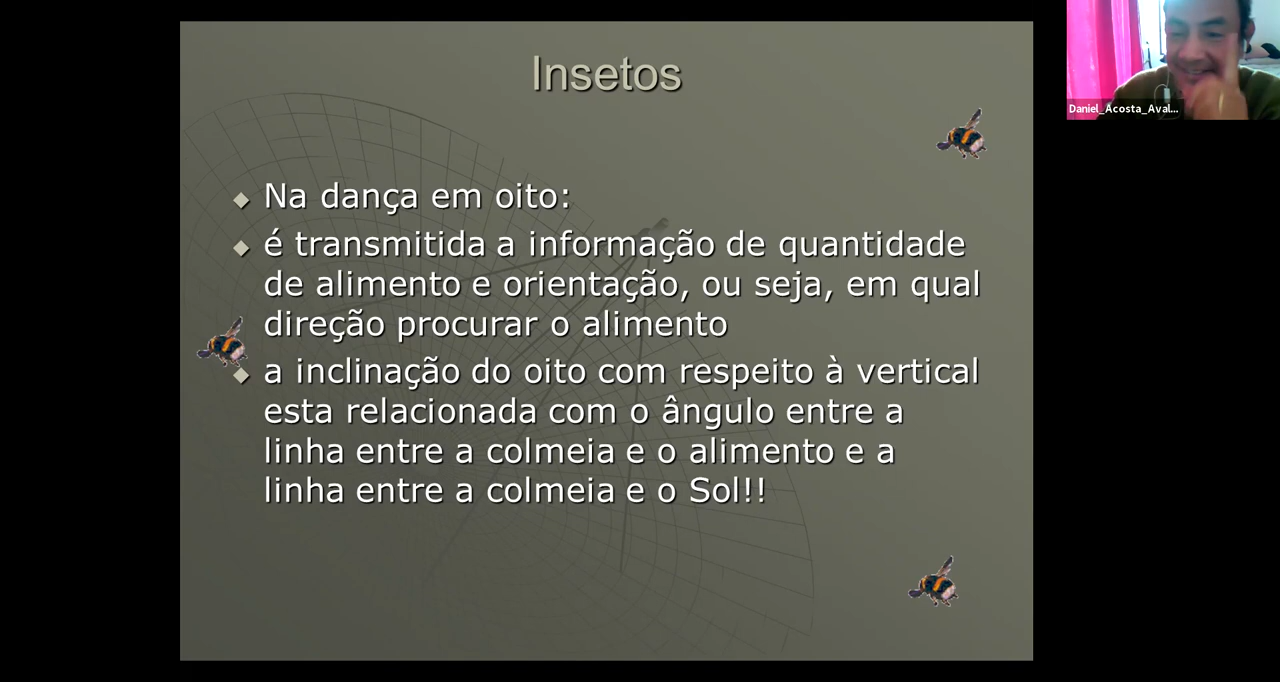 Insetos
Na dança em oito:
é transmitida a informação de quantidade
de alimento e orientação, ou seja, em qual
direção procurar o alimento
a inclinação do oito com respeito à vertical
esta relacionada com o ângulo entre a
linha entre a colmeia e o alimento e a
linha entre a colmeia e o Sol!!
Daniel_Acosta_Aval...